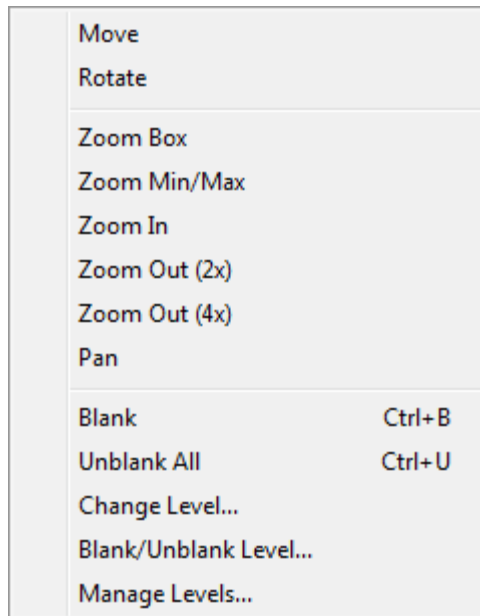 Move
Rotate
Zoom Box
Zoom Min/Max
Zoom In
Zoom Out (2x)
Zoom Out (4x)
Pan
Blank Ctrl+B
Unblank All Ctrl+U
Change Level...
Blank/Unblank Level...
Manage Levels...